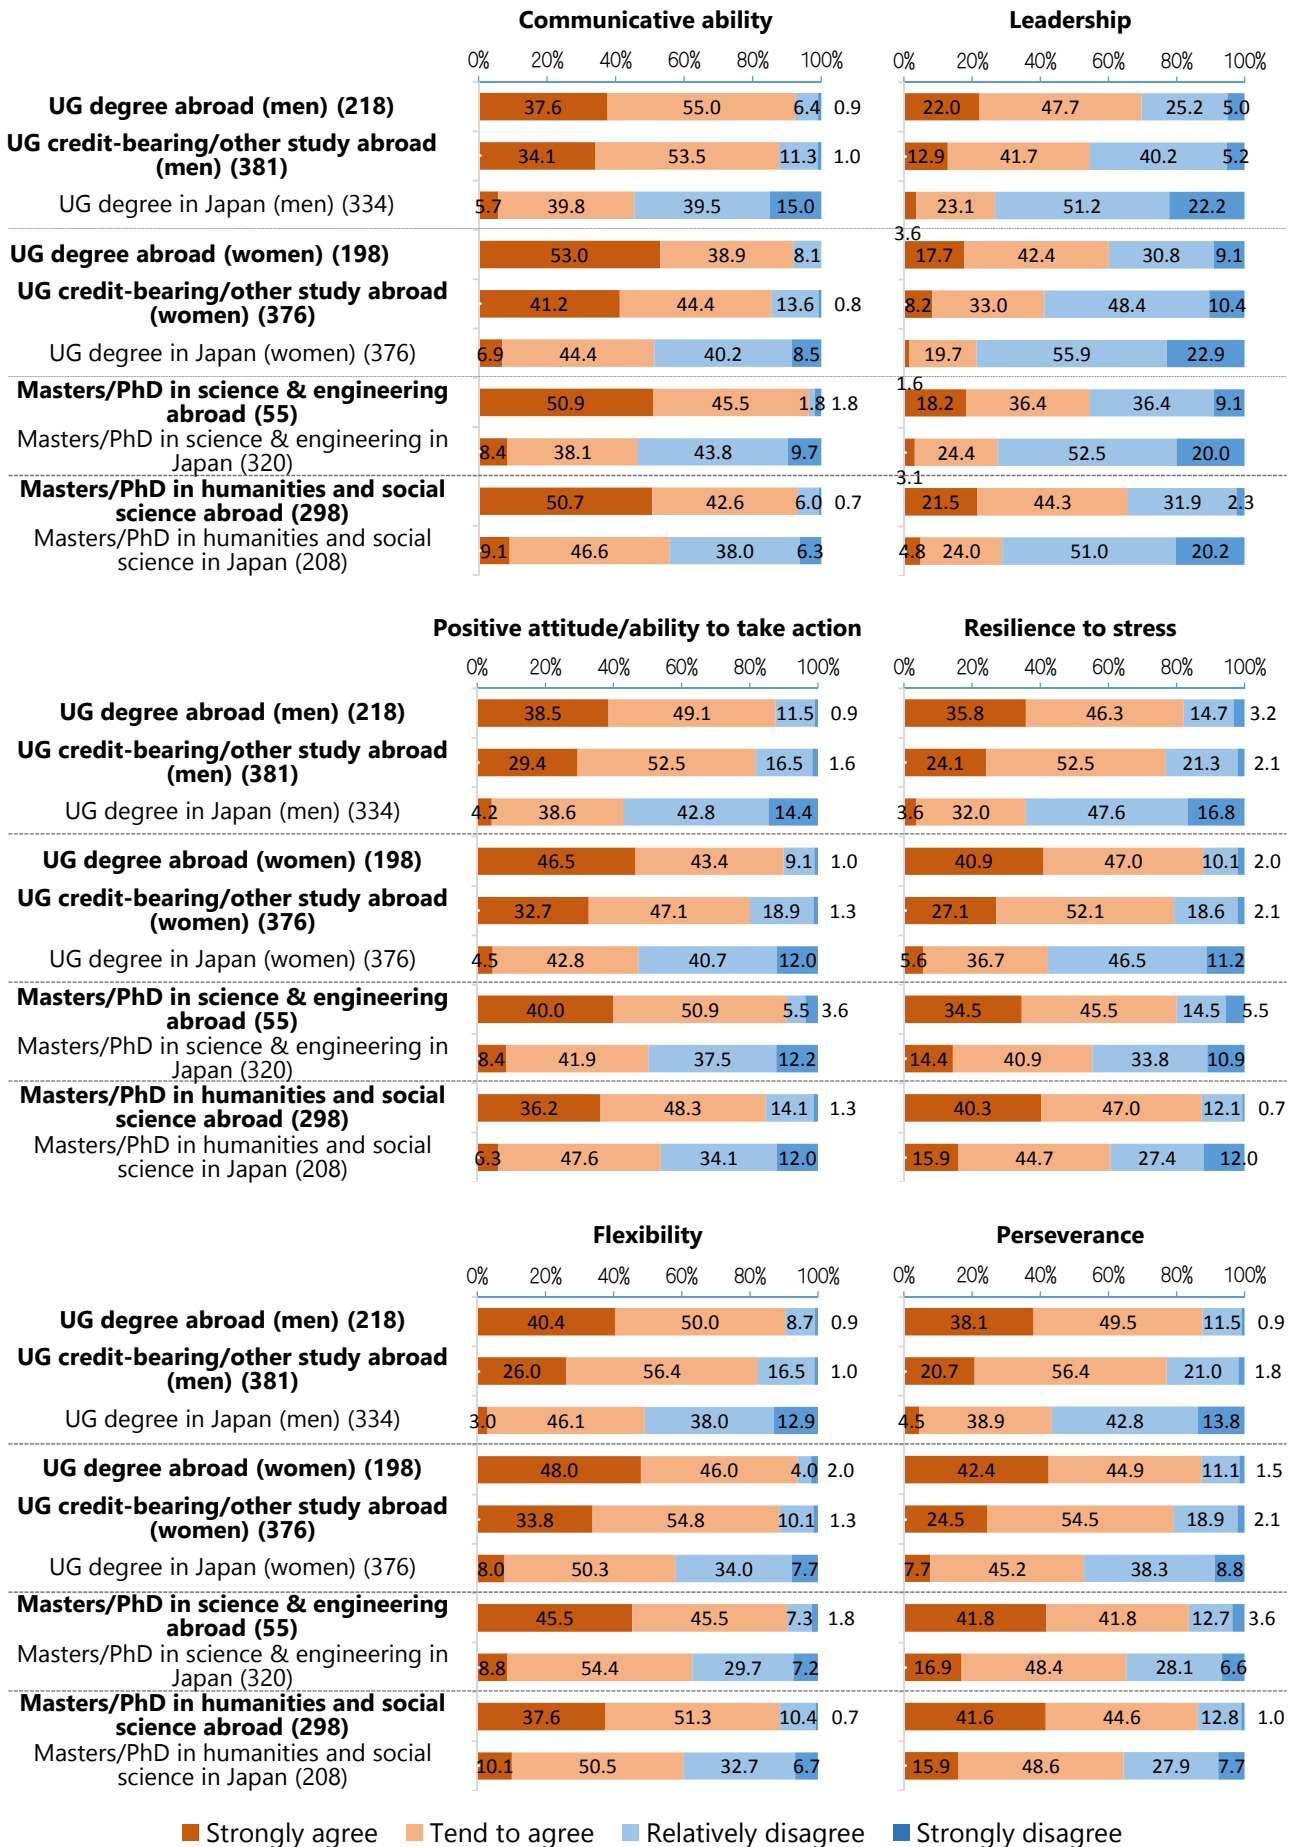 Communicative ability Leadership
0% 20% 40% 60% 80% 100% 0% 20% 40% 60% 80% 100%
UG degree abroad (men) (218) 37.6 55.0 6.4 0.9 22.0 47.7 25.2 5.0
UG credit-bearing/other study abroad
(men) (381) 34.1 53.5 11.3 1.0 12.9 41.7 40.2 5.2
UG degree in Japan (men) (334) 5.7 39.8 39.5 15.0 3.6 23.1 51.2 22.2
UG degree abroad (women) (198) 53.0 38.9 8.1 17.7 42.4 30.8 9.1
UG credit-bearing/other study abroad
(women) (376) 41.2 44.4 13.6 0.8 8.2 33.0 48.4 10.4
UG degree in Japan (women) (376) 6.9 44.4 40.2 8.5 1.6 19.7 55.9 22.9
Masters/PhD in science & engineering
abroad (55) 50.9 45.5 1.8 1.8 18.2 36.4 36.4 9.1
Masters/PhD in science & engineering in
Japan (320) 8.4 38.1 43.8 9.7 3.1 24.4 52.5 20.0
Masters/PhD in humanities and social
science abroad (298) 50.7 42.6 6.0 0.7 21.5 44.3 31.9 2.3
Masters/PhD in humanities and social
science in Japan (208) 9.1 46.6 38.0 6.3 4.8 24.0 51.0 20.2
Positive attitude/ability to take action Resilience to stress
0% 20% 40% 60% 80% 100% 0% 20% 40% 60% 80% 100%
UG degree abroad (men) (218) 38.5 49.1 11.5 0.9 35.8 46.3 14.7 3.2
UG credit-bearing/other study abroad
(men) (381) 29.4 52.5 16.5 1.6 24.1 52.5 21.3 2.1
UG degree in Japan (men) (334) 4.2 38.6 42.8 14.4 3.6 32.0 47.6 16.8
UG degree abroad (women) (198) 46.5 43.4 9.1 1.0 40.9 47.0 10.1 2.0
UG credit-bearing/other study abroad
(women) (376) 32.7 47.1 18.9 1.3 27.1 52.1 18.6 2.1
UG degree in Japan (women) (376) 4.5 42.8 40.7 12.0 5.6 36.7 46.5 11.2
Masters/PhD in science & engineering
abroad (55) 40.0 50.9 5.5 3.6 34.5 45.5 14.5 5.5
Masters/PhD in science & engineering in
Japan (320) 8.4 41.9 37.5 12.2 14.4 40.9 33.8 10.9
Masters/PhD in humanities and social
science abroad (298) 36.2 48.3 14.1 1.3 40.3 47.0 12.1 0.7
Masters/PhD in humanities and social
science in Japan (208) 6.3 47.6 34.1 12.0 15.9 44.7 27.4 12.0
Flexibility Perseverance
0% 20% 40% 60% 80% 100% 0% 20% 40% 60% 80% 100%
UG degree abroad (men) (218) 40.4 50.0 8.7 0.9 38.1 49.5 11.5 0.9
UG credit-bearing/other study abroad
(men) (381) 26.0 56.4 16.5 1.0 20.7 56.4 21.0 1.8
UG degree in Japan (men) (334) 3.0 46.1 38.0 12.9 4.5 38.9 42.8 13.8
UG degree abroad (women) (198) 48.0 46.0 4.0 2.0 42.4 44.9 11.1 1.5
UG credit-bearing/other study abroad
(women) (376) 33.8 54.8 10.1 1.3 24.5 54.5 18.9 2.1
UG degree in Japan (women) (376) 8.0 50.3 34.0 7.7 7.7 45.2 38.3 8.8
Masters/PhD in science & engineering
abroad (55) 45.5 45.5 7.3 1.8 41.8 41.8 12.7 3.6
Masters/PhD in science & engineering in
Japan (320) 8.8 54.4 29.7 7.2 16.9 48.4 28.1 6.6
Masters/PhD in humanities and social
science abroad (298) 37.6 51.3 10.4 0.7 41.6 44.6 12.8 1.0
Masters/PhD in humanities and social
science in Japan (208) 10.1 50.5 32.7 6.7 15.9 48.6 27.9 7.7
Strongly agree Tend to agree Relatively disagree Strongly disagree